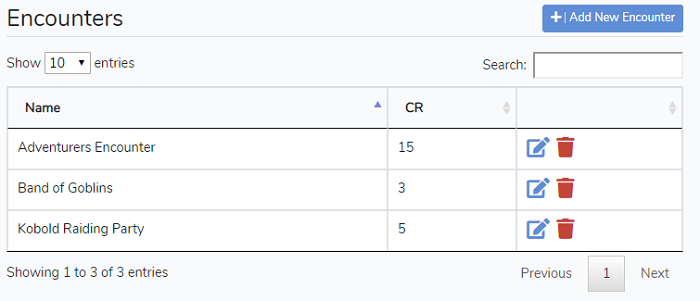 Encounters
+ | Add New Encounter
Show 10 entries
Search:
Name CR
Adventurers Encounter 15
Band of Goblins 3
Kobold Raiding Party 5
Showing 1 to 3 of 3 entries
Previous 1 Next